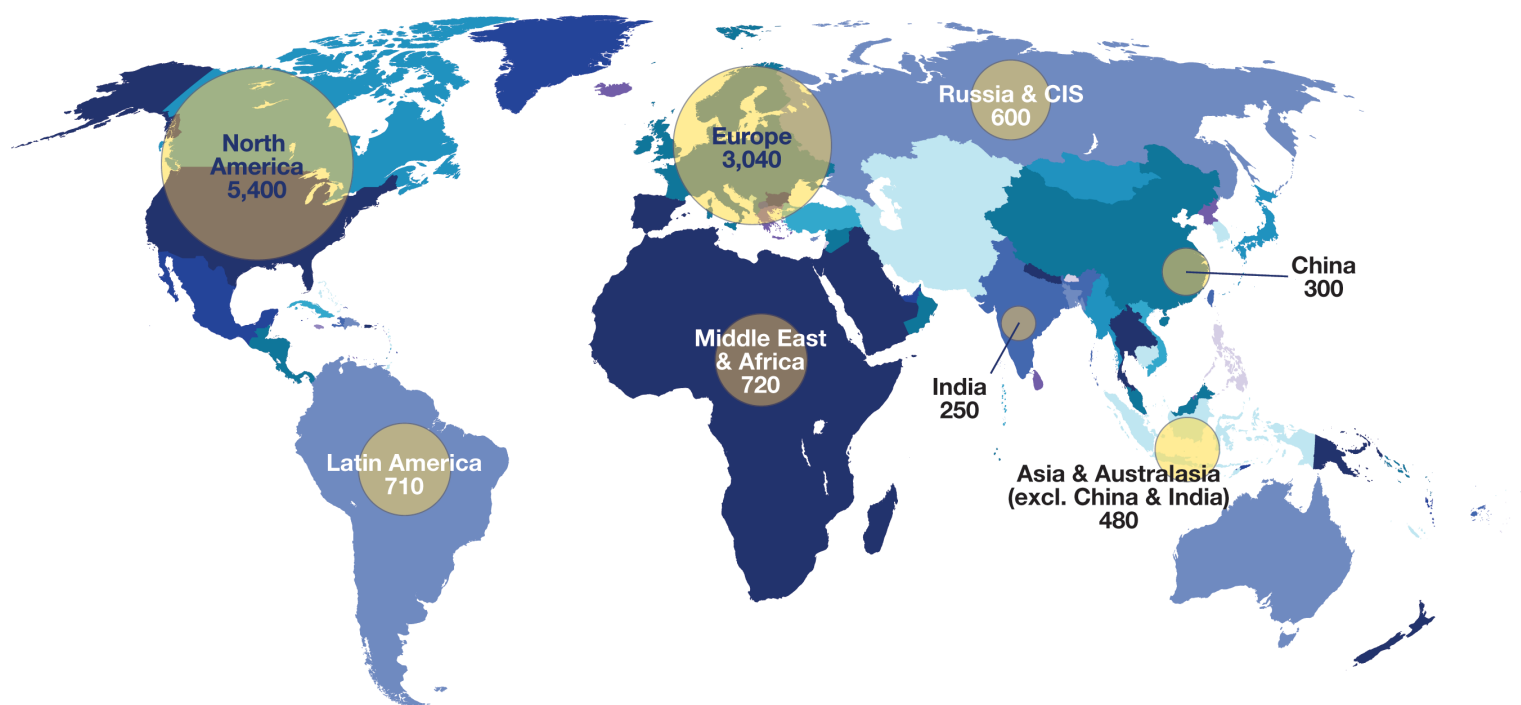 North
America
5,400
Europe
3,040
Russia & CIS
600
China
300
Middle East
& Africa
720
India
250
Latin America
710
Asia & Australasia
(excl. China & India)
480